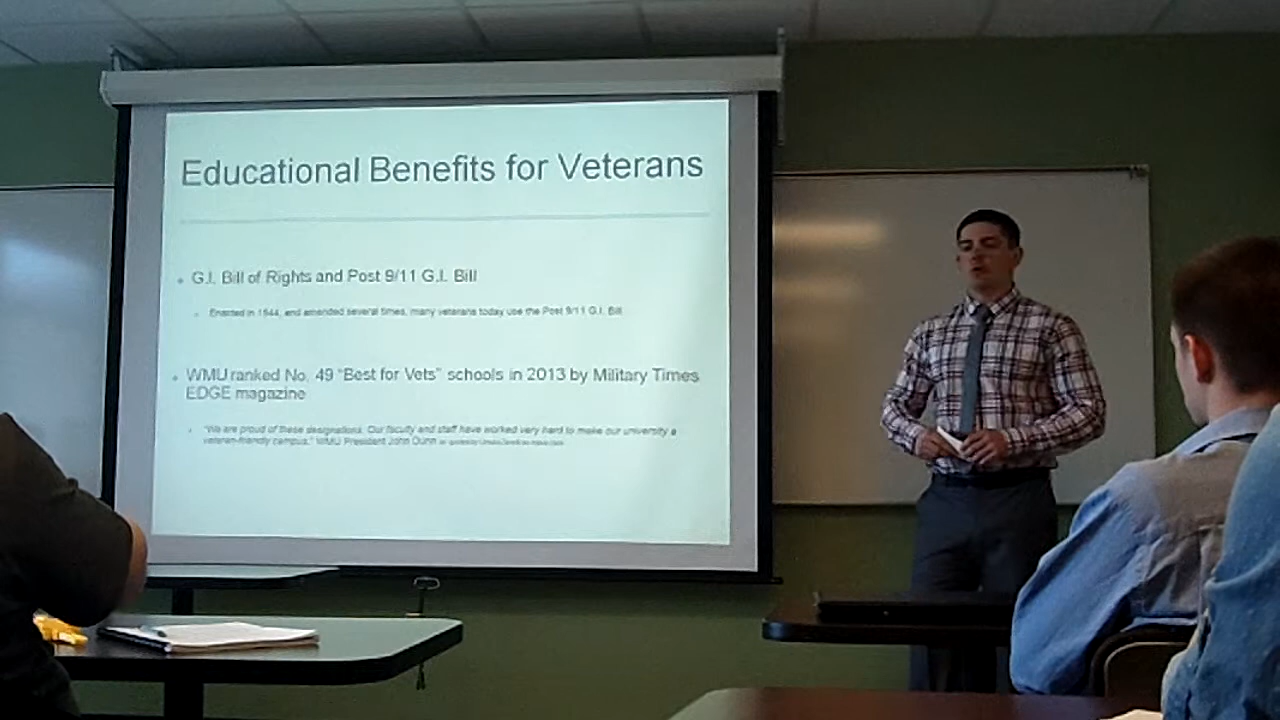 Educational Benefits for Veterans
G.I. Bill of Rights and Post 9/11 G.I. Bill
Enacted in 1944, and amended several times, many veterans today use the Post 9/11 G.I. Bill
WMU ranked No. 49 "Best for Vets" schools in 2013 by Military Times
EDGE magazine
"We are proud of these designations. Our faculty and staff have worked very hard to make our university a
veteran-friendly campus." WMU President John Dunn